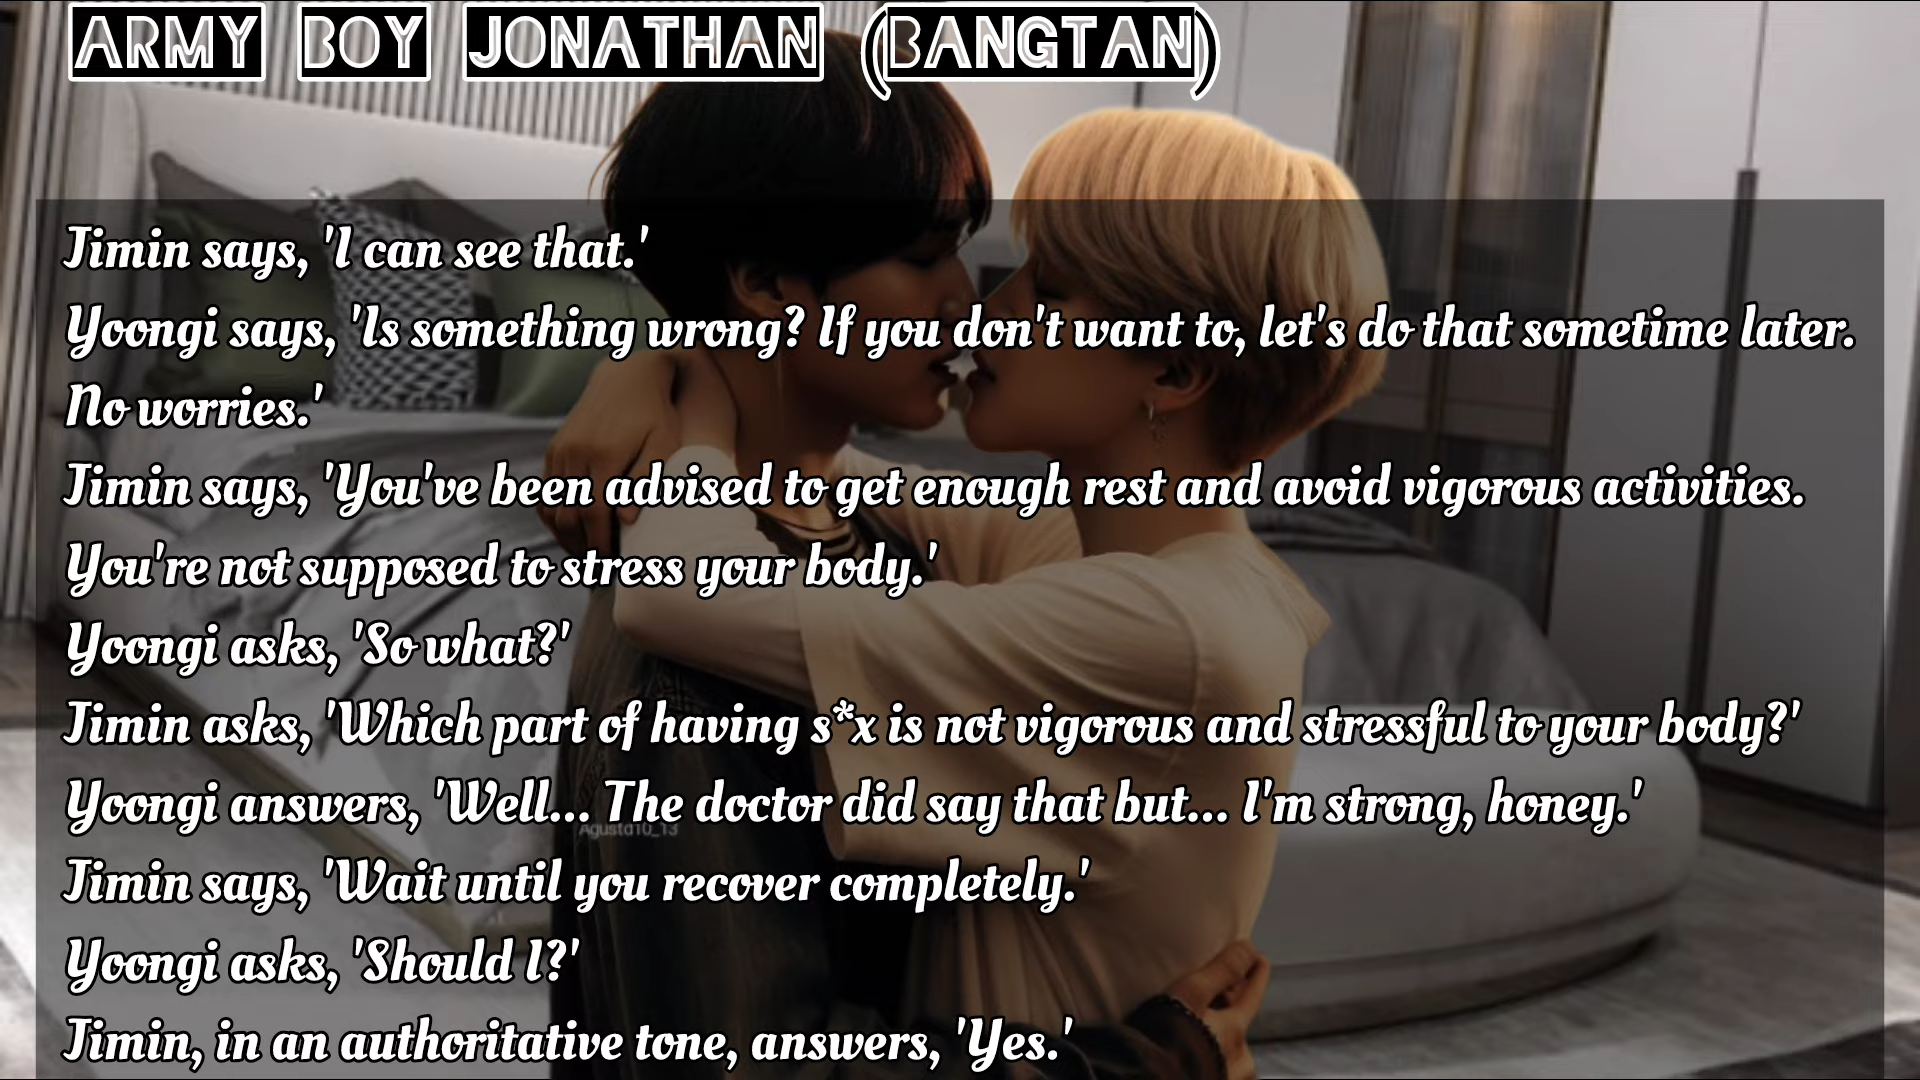 ARMY BOY JONATHAN (BANGTAN)
Jimin says, 'I can see that.'
Yoongi says, 'Is something wrong? If you don't want to, let's do that sometime later.
No worries.'
Jimin says, 'You've been advised to get enough rest and avoid vigorous activities.
You're not supposed to stress your body.'
Yoongi asks, 'So what?'
Jimin asks, 'Which part of having s*x is not vigorous and stressful to your body?'
Yoongi answers, 'Well... The doctor did say that but... I'm strong, honey.'
Agustd10_13
Jimin says, 'Wait until you recover completely.'
Yoongi asks, 'Should I?'
Jimin, in an authoritative tone, answers, 'Yes.'